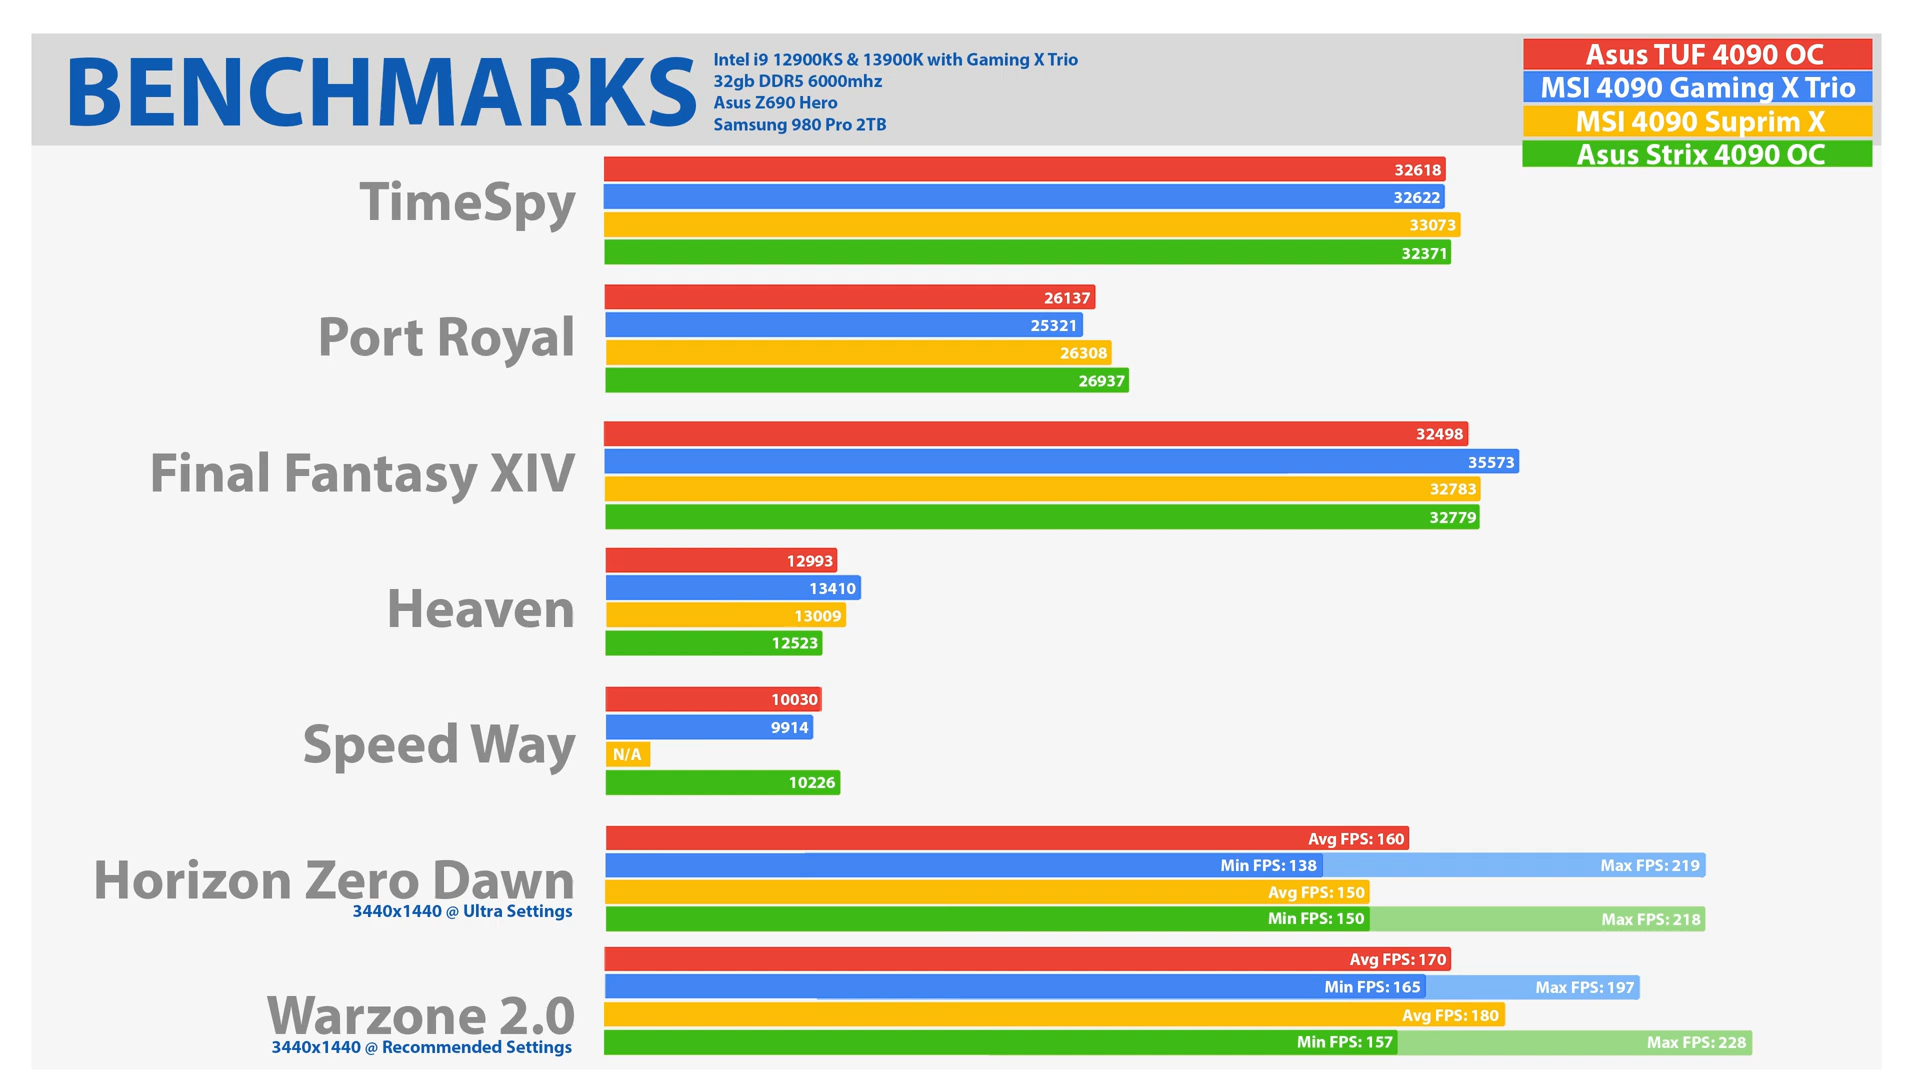 BENCHMARKS
Intel i9 12900KS & 13900K with Gaming X Trio
32gb DDR5 6000mhz
Asus Z690 Hero
Samsung 980 Pro 2TB
Asus TUF 4090 OC
MSI 4090 Gaming X Trio
MSI 4090 Suprim X
Asus Strix 4090 OC
TimeSpy
32618
32622
33073
32371
Port Royal
26137
25321
26308
26937
Final Fantasy XIV
32498
35573
32783
32779
Heaven
12993
13410
13009
12523
Speed Way
10030
9914
N/A
10226
Horizon Zero Dawn
3440x1440 @ Ultra Settings
Avg FPS: 160
Min FPS: 138 Max FPS: 219
Avg FPS: 150
Min FPS: 150 Max FPS: 218
Warzone 2.0
3440x1440 @ Recommended Settings
Avg FPS: 170
Min FPS: 165 Max FPS: 197
Avg FPS: 180
Min FPS: 157 Max FPS: 228